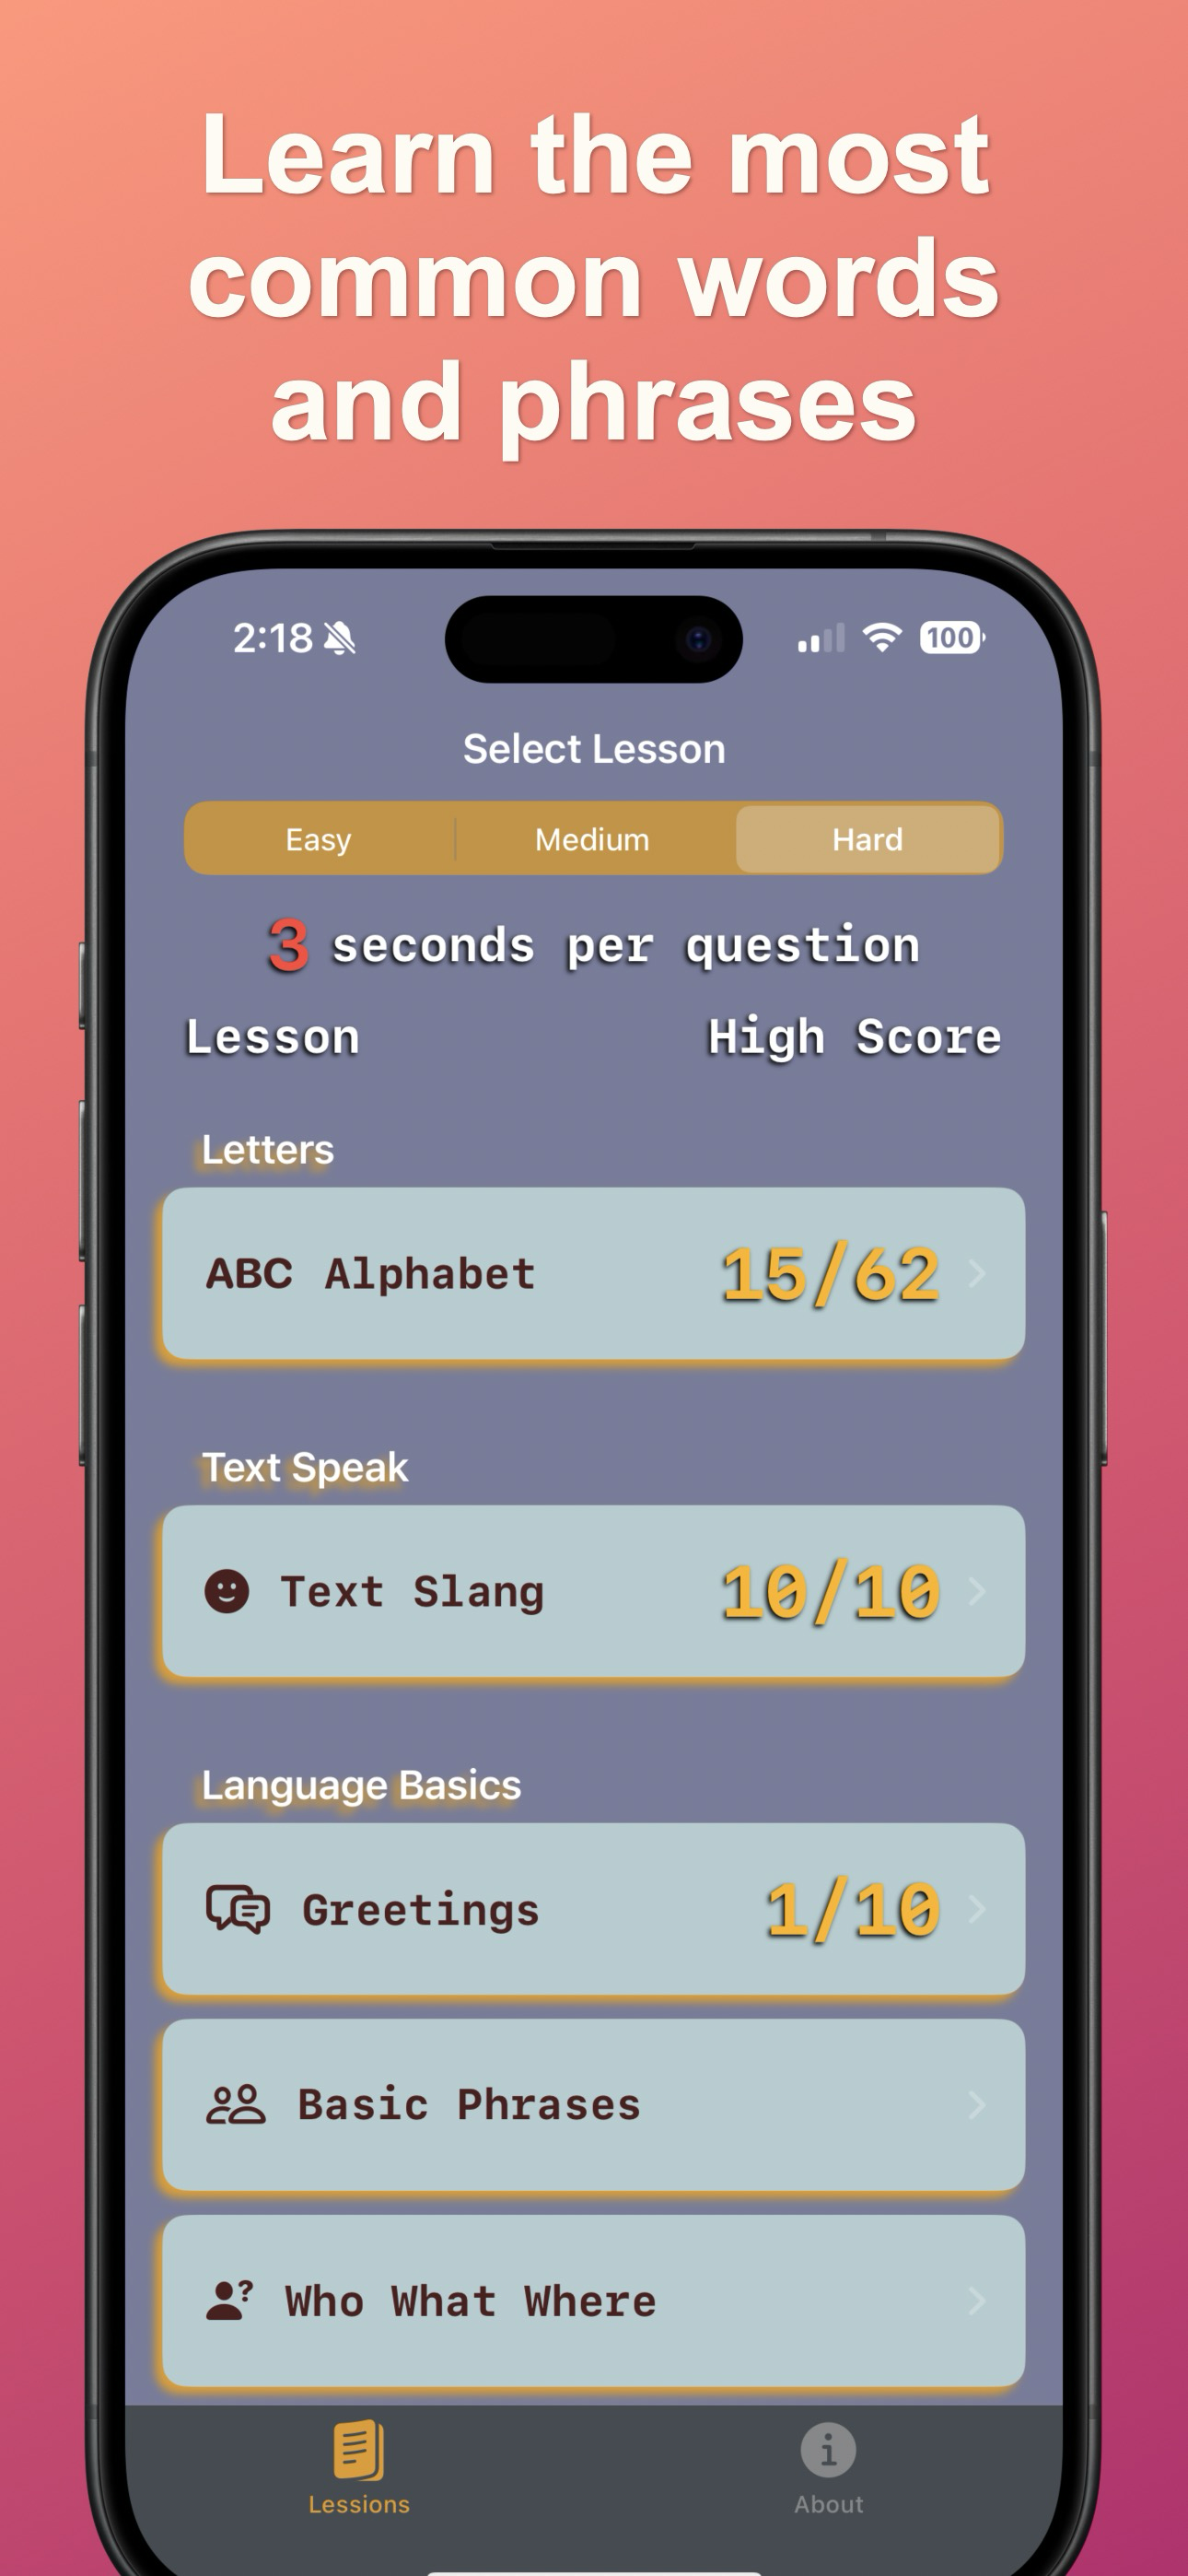 Learn the most
common words
and phrases
2:18 100
Select Lesson
Easy Medium Hard
3 seconds per question
Lesson High Score
Letters
ABC Alphabet 15/62
Text Speak
Text Slang 10/10
Language Basics
Greetings 1/10
Basic Phrases
Who What Where
Lessions About